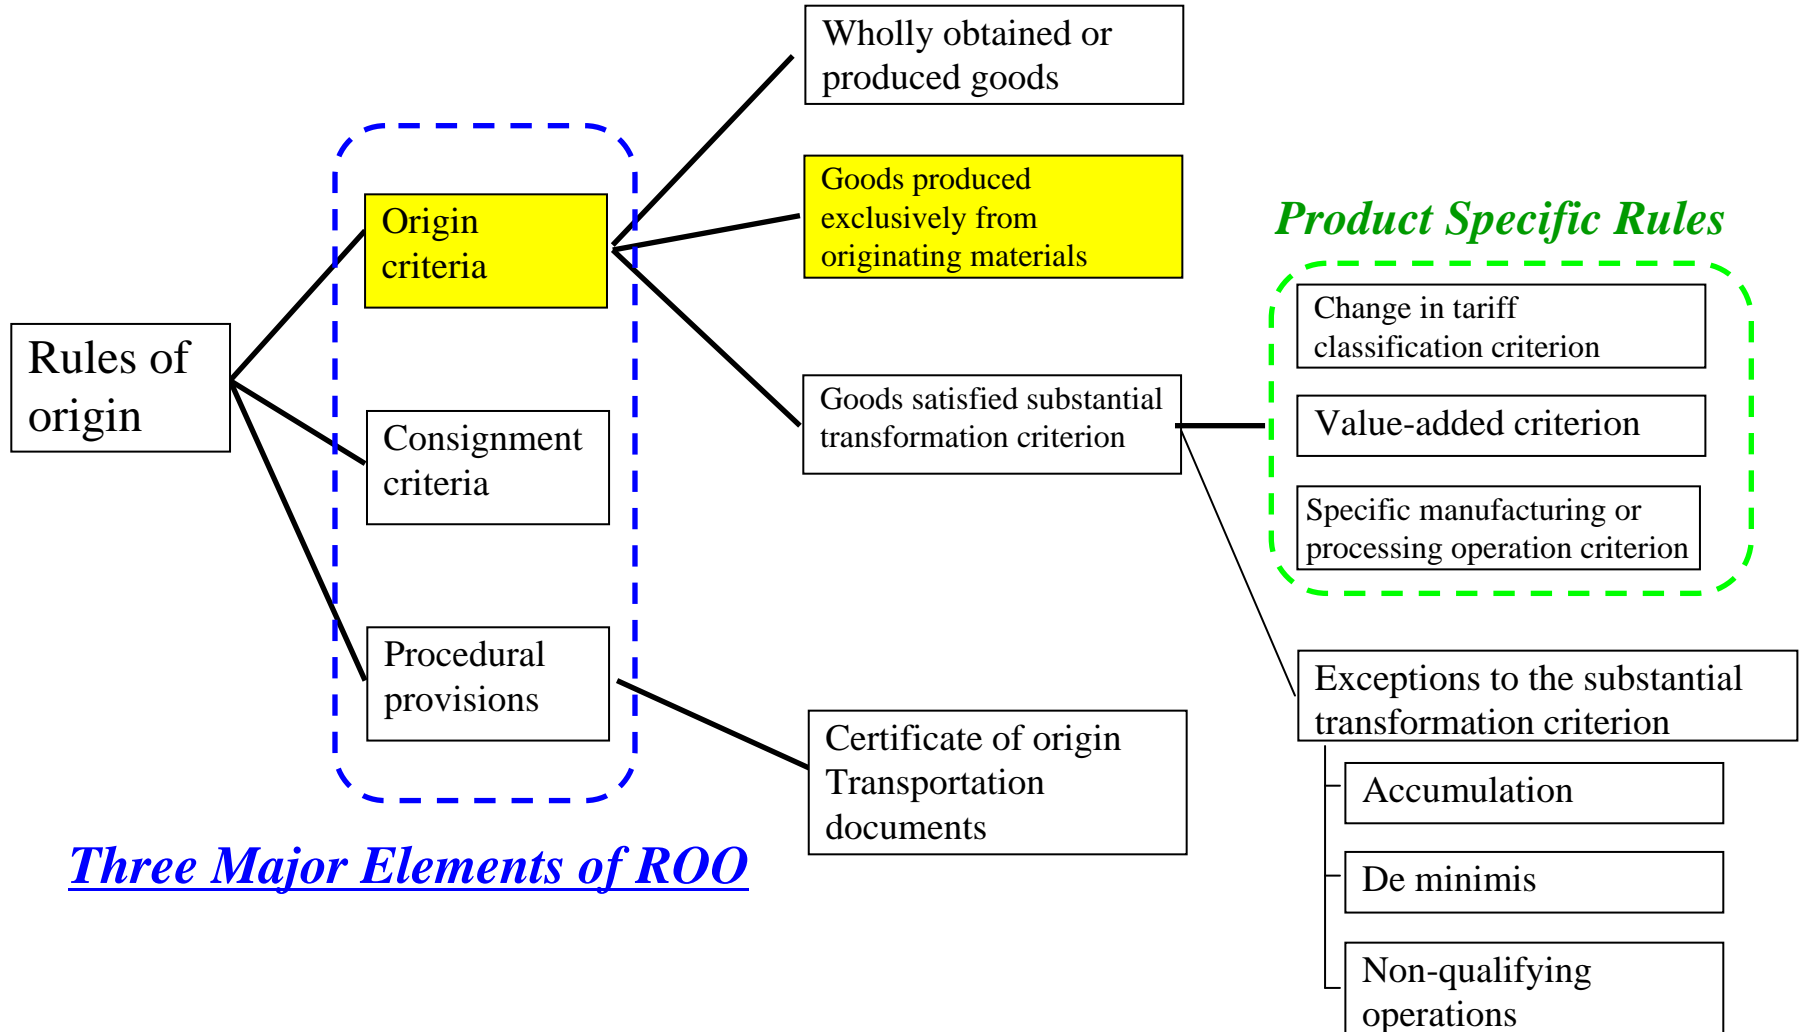 Rules of
origin
Origin
criteria
Consignment
criteria
Procedural
provisions
Three Major Elements of ROO
Wholly obtained or
produced goods
Goods produced
exclusively from
originating materials
Goods satisfied substantial
transformation criterion
Certificate of origin
Transportation
documents
Product Specific Rules
Change in tariff
classification criterion
Value-added criterion
Specific manufacturing or
processing operation criterion
Exceptions to the substantial
transformation criterion
Accumulation
De minimis
Non-qualifying
operations